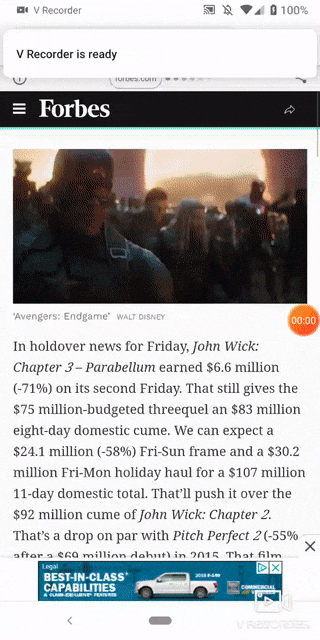 V Recorder
100%
V Recorder is ready
forbes.com
Forbes
'Avengers: Endgame' WALT DISNEY
00:00
In holdover news for Friday, John Wick:
Chapter 3 – Parabellum earned $6.6 million
(-71%) on its second Friday. That still gives the
$75 million-budgeted threequel an $83 million
eight-day domestic cume. We can expect a
$24.1 million (-58%) Fri-Sun frame and a $30.2
million Fri-Mon holiday haul for a $107 million
11-day domestic total. That'll push it over the
$92 million cume of John Wick: Chapter 2.
That's a drop on par with Pitch Perfect 2 (-55%
after a $69 million debut) in 2015. That film
Legal
BEST-IN-CLASS
CAPABILITIES
COMMERCIAL
V RECORDER